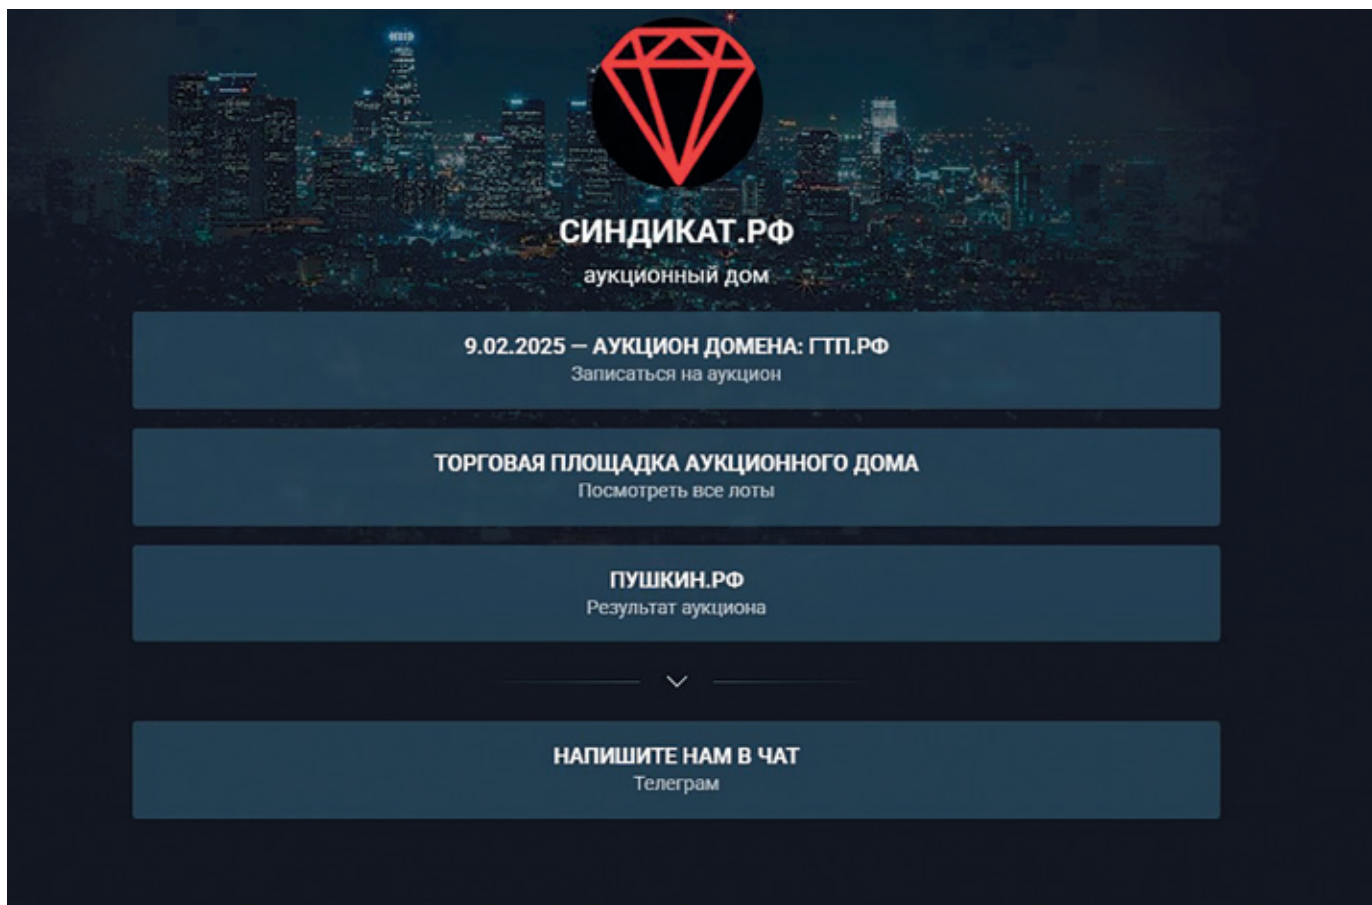 СИНДИКАТ.РФ
аукционный дом
9.02.2025 — АУКЦИОН ДОМЕНА: ГТП.РФ
Записаться на аукцион
ТОРГОВАЯ ПЛОЩАДКА АУКЦИОННОГО ДОМА
Посмотреть все лоты
ПУШКИН.РФ
Результат аукциона
НАПИШИТЕ НАМ В ЧАТ
Телеграм